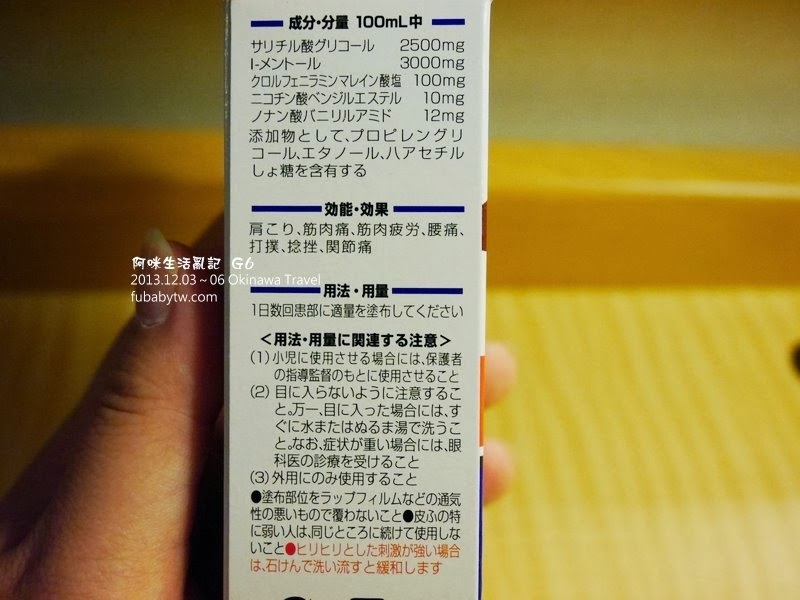 成分・分量 100mL中
サリチル酸グリコール 2500mg
l-メントール 3000mg
クロルフェニラミンマレイン酸塩 100mg
ニコチン酸ベンジルエステル 10mg
ノナン酸バニリルアミド 12mg
添加物として、プロピレングリ
コール、エタノール、ハアセチル
しょ糖を含有する
効能・効果
肩こり、筋肉痛、筋肉疲労、腰痛、
打撲、捻挫、関節痛
阿咪生活亂記 G6
2013.12.03～06 Okinawa Travel
fubabytw.com
用法・用量
1日数回患部に適量を塗布してください
＜用法・用量に関連する注意＞
(1)小児に使用させる場合には、保護者
の指導監督のもとに使用させること
(2) 目に入らないように注意するこ
と。万一、目に入った場合には、す
ぐに水またはぬるま湯で洗うこ
と。なお、症状が重い場合には、眼
科医の診療を受けること
(3)外用にのみ使用すること
●塗布部位をラップフィルムなどの通気
性の悪いもので覆わないこと●皮ふの特
に弱い人は、同じところに続けて使用しな
いこと●ヒリヒリとした刺激が強い場合
は、石けんで洗い流すと緩和します